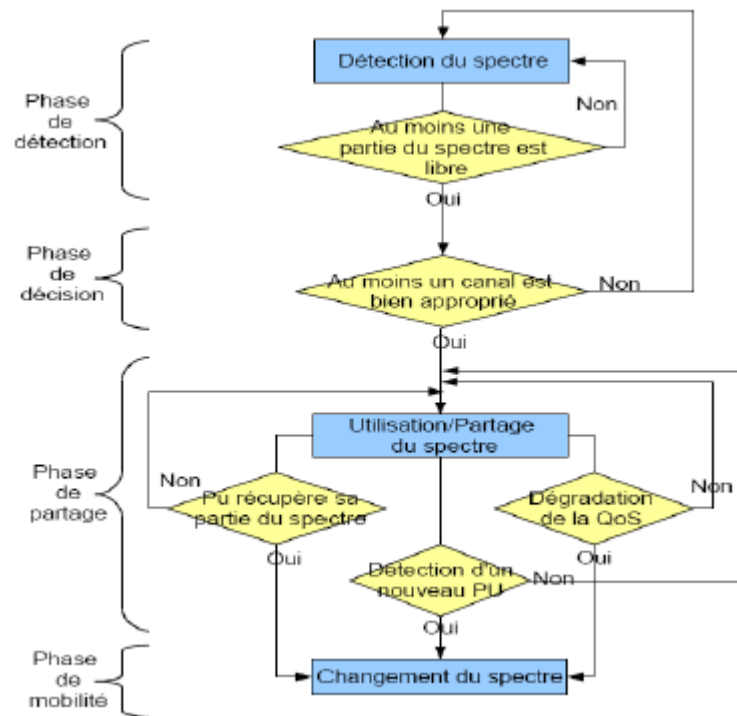 Détection du spectre
Non
Phase
de
détection
Au moins une
partie du spectre est
libre
Oui
Phase
de
décision
Au moins un canal est
bien approprié
Non
Oui
Utilisation/Partage
du spectre
Phase
de
partage
Non
Pu récupère sa
partie du spectre
Oui
Dégradation
de la QoS
Non
Oui
Détection d'un
nouveau PU
Non
Oui
Phase
de
mobilité
Changement du spectre